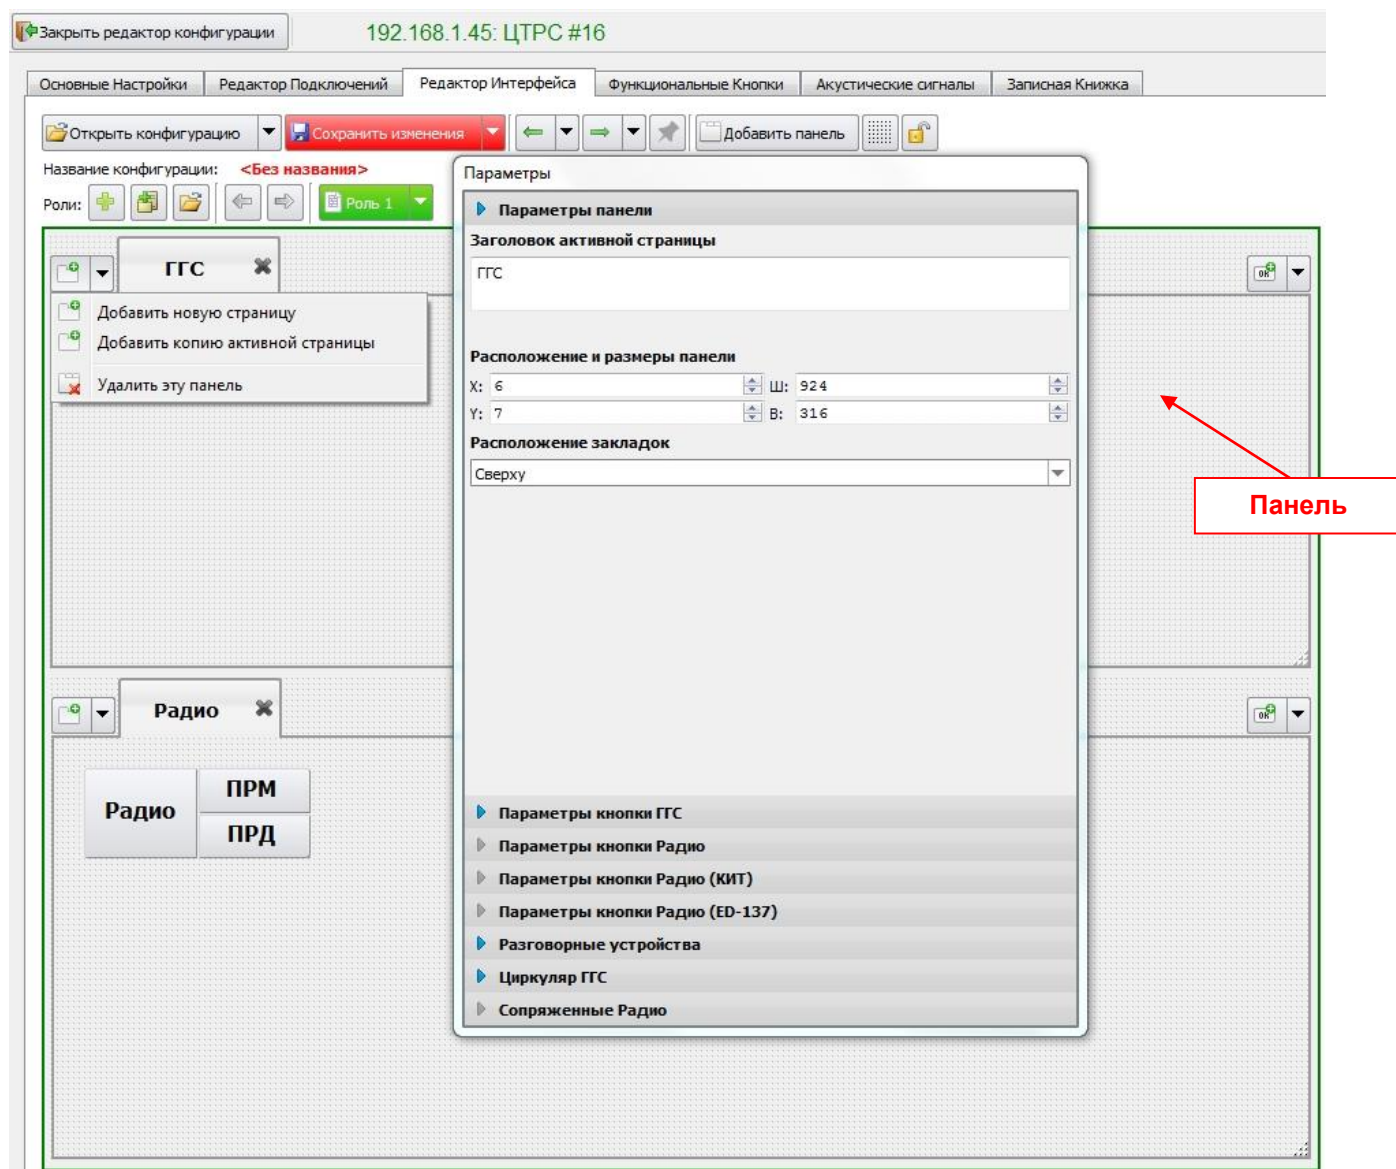 Закрыть редактор конфигурации
192.168.1.45: ЦТРС #16
Основные Настройки Редактор Подключений Редактор Интерфейса Функциональные Кнопки Акустические сигналы Записная Книжка
Открыть конфигурацию Сохранить изменения Добавить панель
Название конфигурации: <Без названия>
Роли: Роль 1
ГГС
OK
Добавить новую страницу
Добавить копию активной страницы
Удалить эту панель
Параметры
Параметры панели
Заголовок активной страницы
ГГС
Расположение и размеры панели
X: 6 Ш: 924
Y: 7 В: 316
Расположение закладок
Сверху
Параметры кнопки ГГС
Параметры кнопки Радио
Параметры кнопки Радио (КИТ)
Параметры кнопки Радио (ED-137)
Разговорные устройства
Циркуляр ГГС
Сопряженные Радио
Панель
Радио
OK
Радио
ПРМ
ПРД